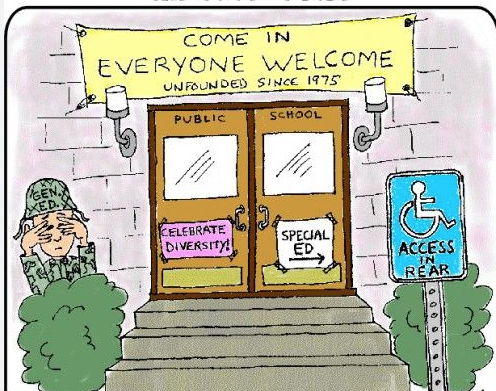 COME IN
EVERYONE WELCOME
UNFOUNDED SINCE 1975
PUBLIC SCHOOL
GEN.
ED.
CELEBRATE
DIVERSITY!
SPECIAL
ED
ACCESS
IN
REAR